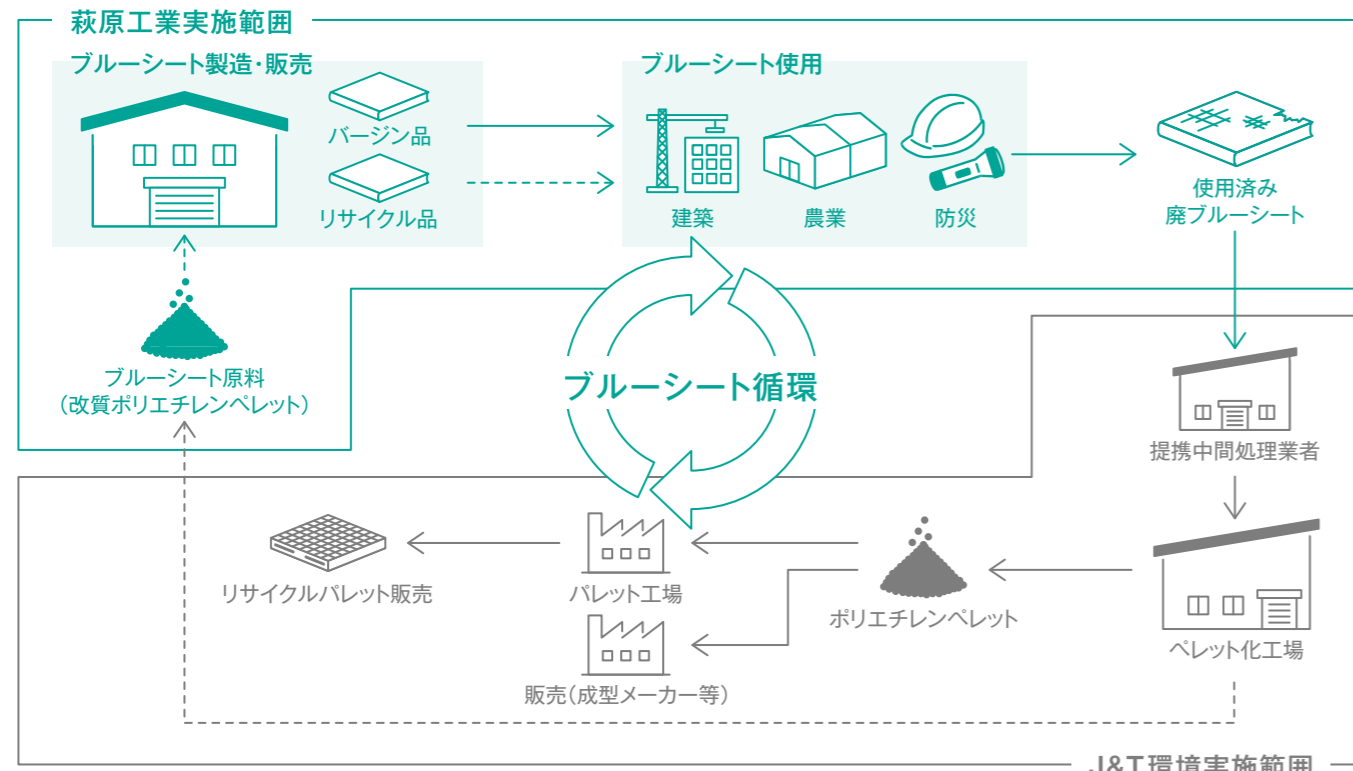 萩原工業実施範囲
ブルーシート製造・販売
バージン品
リサイクル品
ブルーシート使用
建築
農業
防災
使用済み
廃ブルーシート
ブルーシート原料
(改質ポリエチレンペレット)
ブルーシート循環
提携中間処理業者
リサイクルパレット販売
パレット工場
ポリエチレンペレット
ペレット化工場
販売(成型メーカー等)
J&T環境実施範囲